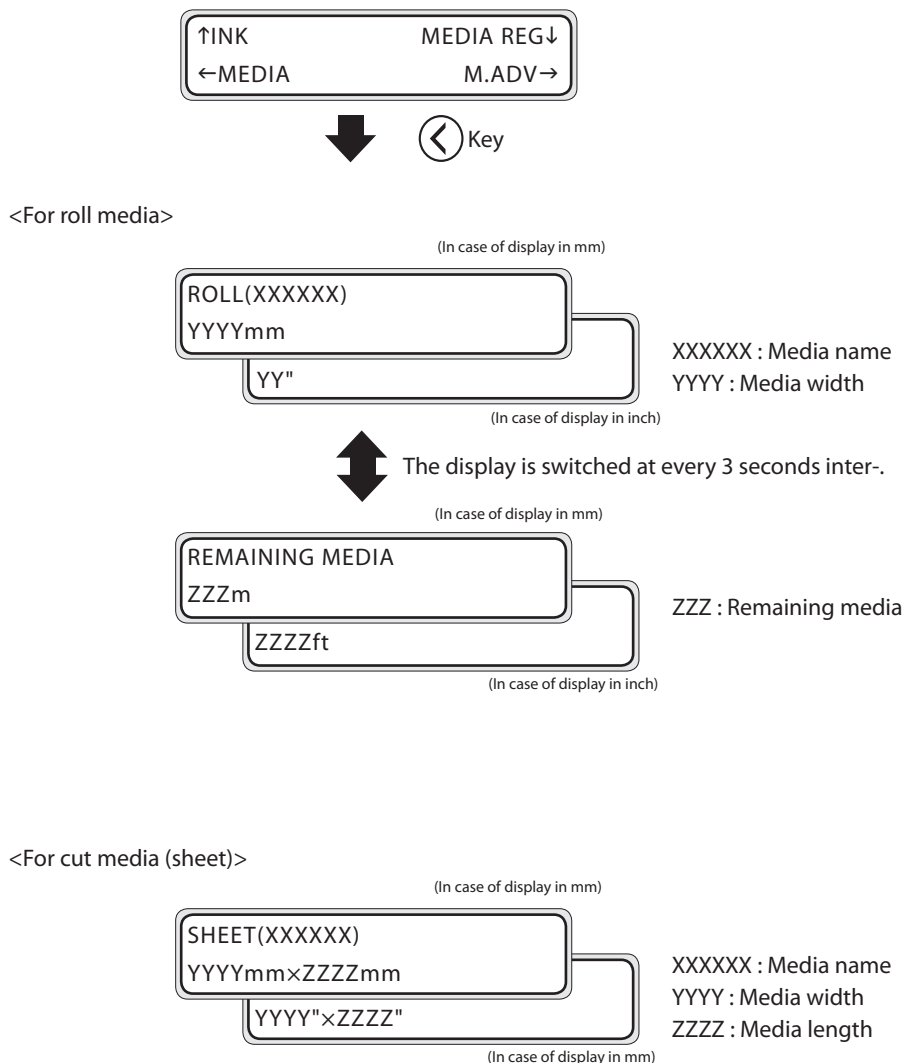 ↑INK MEDIA REG↓
←MEDIA M.ADV→
Key
<For roll media>
(In case of display in mm)
ROLL(XXXXXX)
YYYYmm
YY"
XXXXXX : Media name
YYYY : Media width
(In case of display in inch)
The display is switched at every 3 seconds inter-.
(In case of display in mm)
REMAINING MEDIA
ZZZm
ZZZ : Remaining media
ZZZZft
(In case of display in inch)
<For cut media (sheet)>
(In case of display in mm)
SHEET(XXXXXX)
YYYYmm×ZZZZmm
YYYY"×ZZZZ"
XXXXXX : Media name
YYYY : Media width
ZZZZ : Media length
(In case of display in mm)